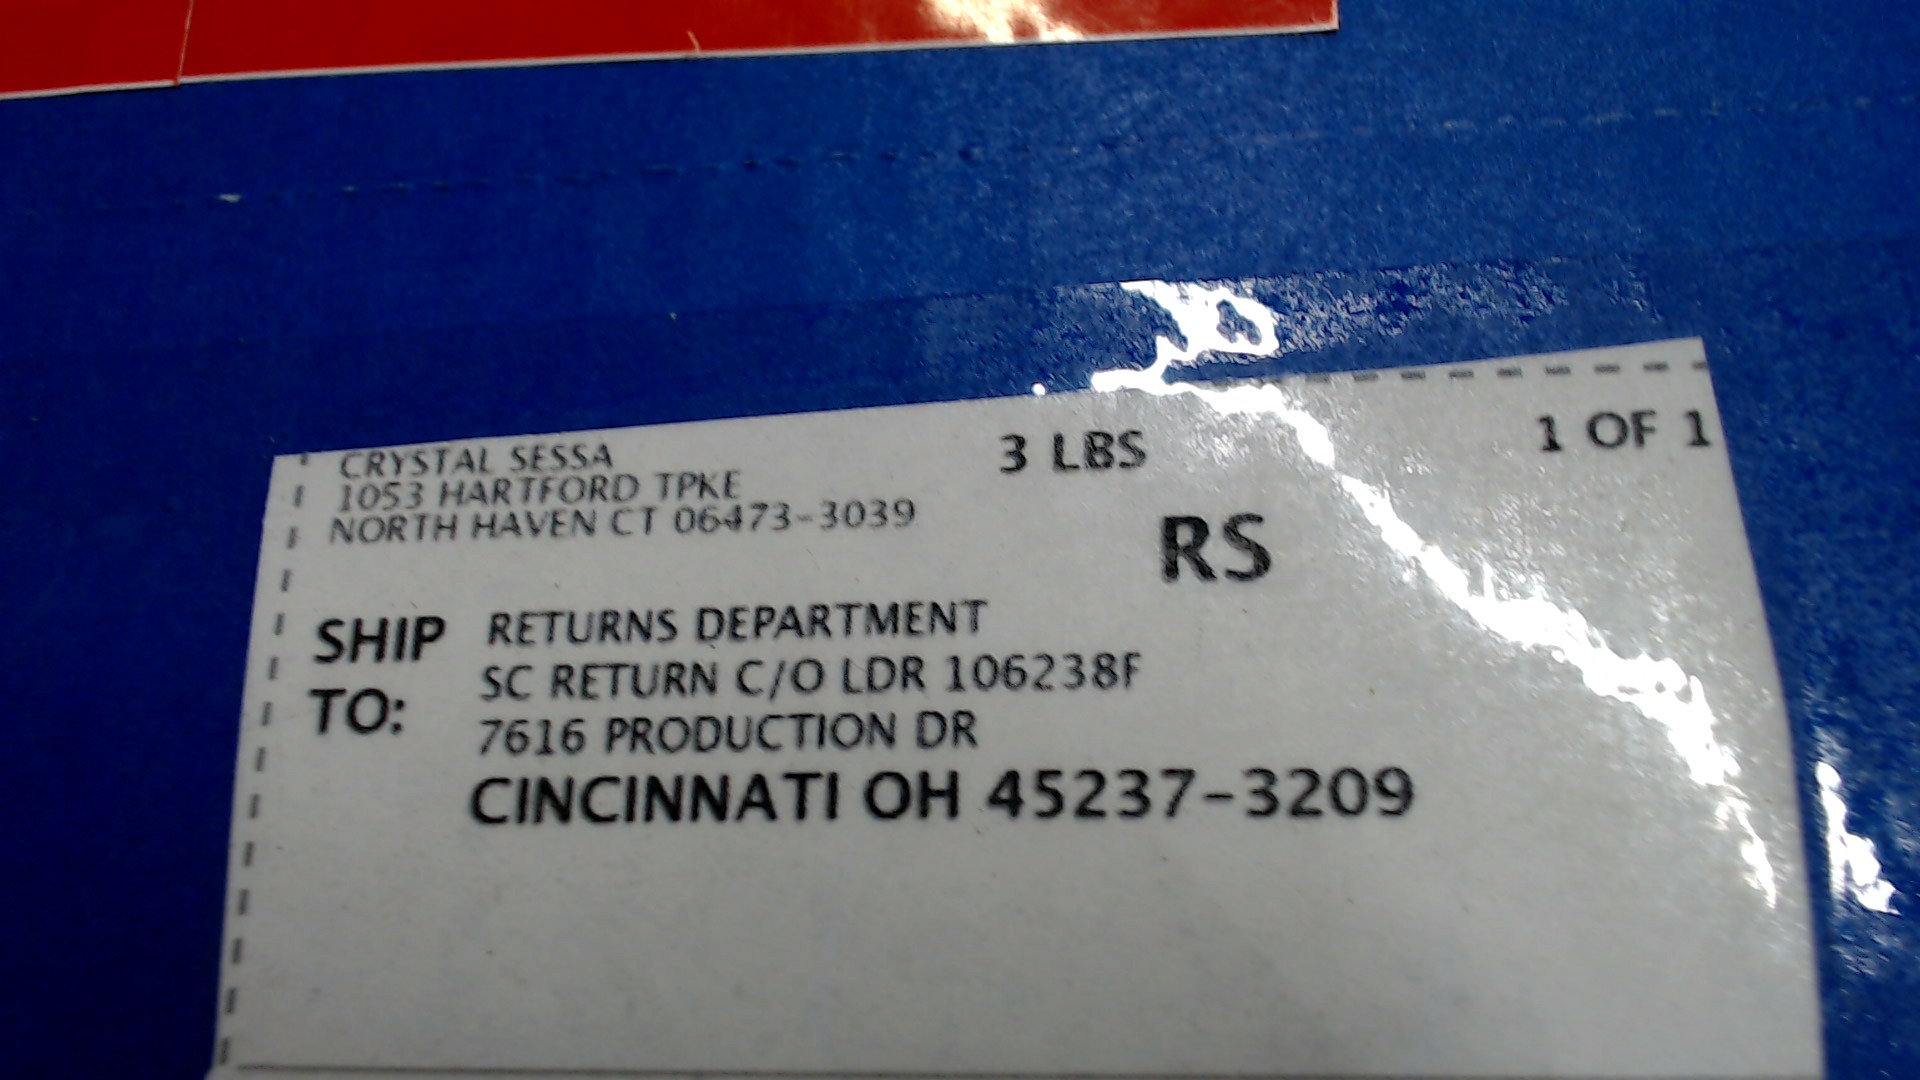 CRYSTAL SESSA
1053 HARTFORD TPKE
NORTH HAVEN CT 06473-3039
3 LBS
1 OF 1
RS
SHIP TO:
RETURNS DEPARTMENT
SC RETURN C/O LDR 106238F
7616 PRODUCTION DR
CINCINNATI OH 45237-3209